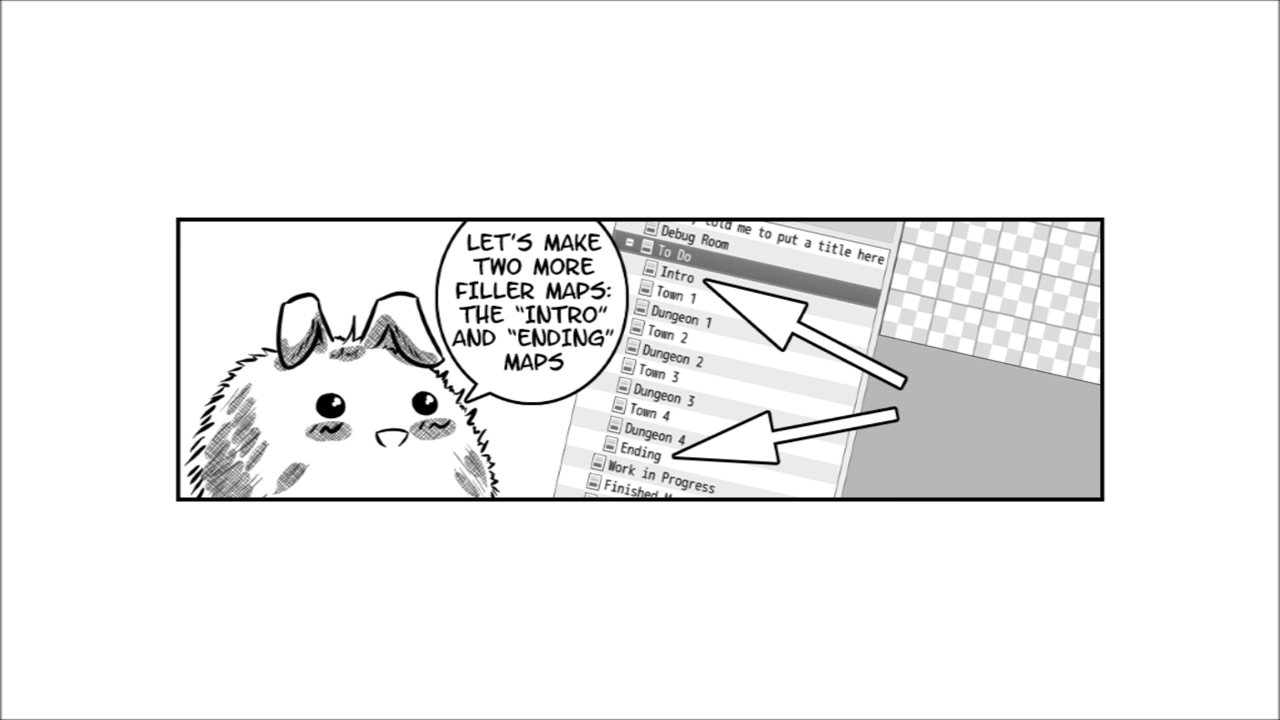 LET'S MAKE
TWO MORE
FILLER MAPS:
THE "INTRO"
AND "ENDING"
MAPS
told me to put a title here
Debug Room
To Do
Intro
Town 1
Dungeon 1
Town 2
Dungeon 2
Town 3
Dungeon 3
Town 4
Dungeon 4
Ending
Work in Progress
Finished